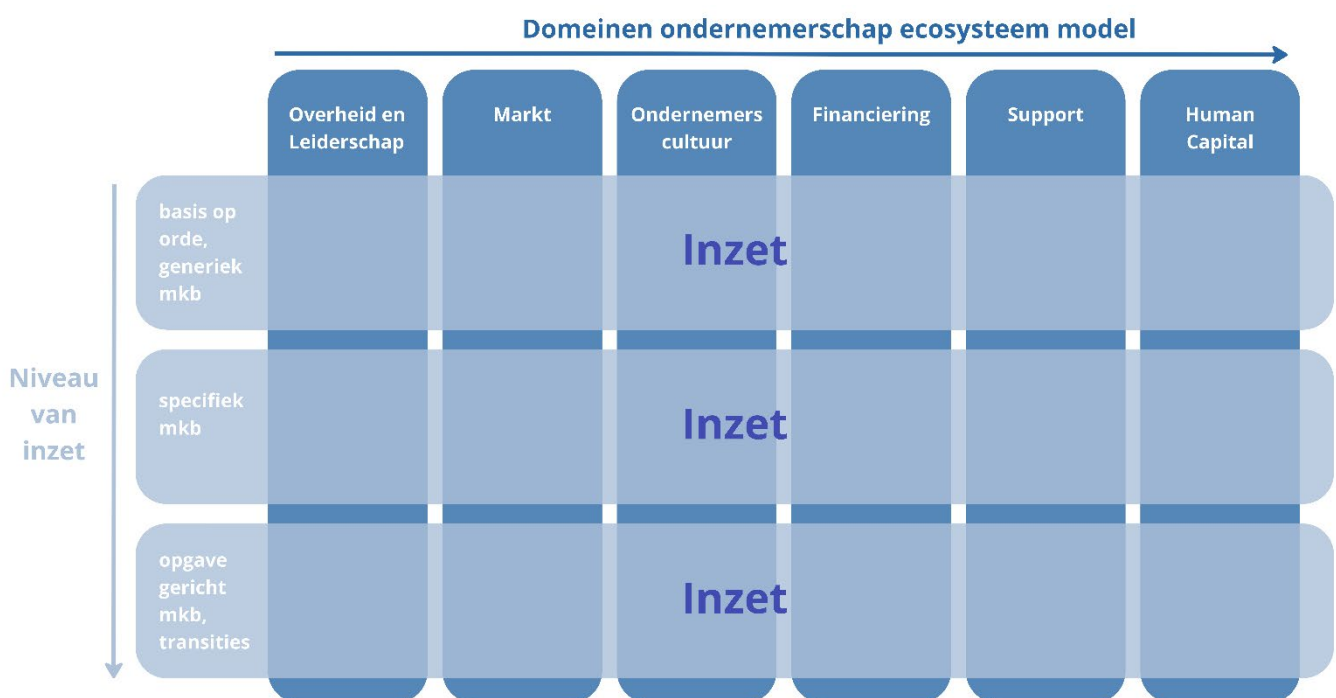 Domeinen ondernemerschap ecosysteem model
Overheid en
Leiderschap
Markt
Ondernemers
cultuur
Financiering
Support
Human
Capital
Niveau
van
inzet
basis op
orde,
generiek
mkb
Inzet
specifiek
mkb
Inzet
opgave
gericht
mkb,
transities
Inzet